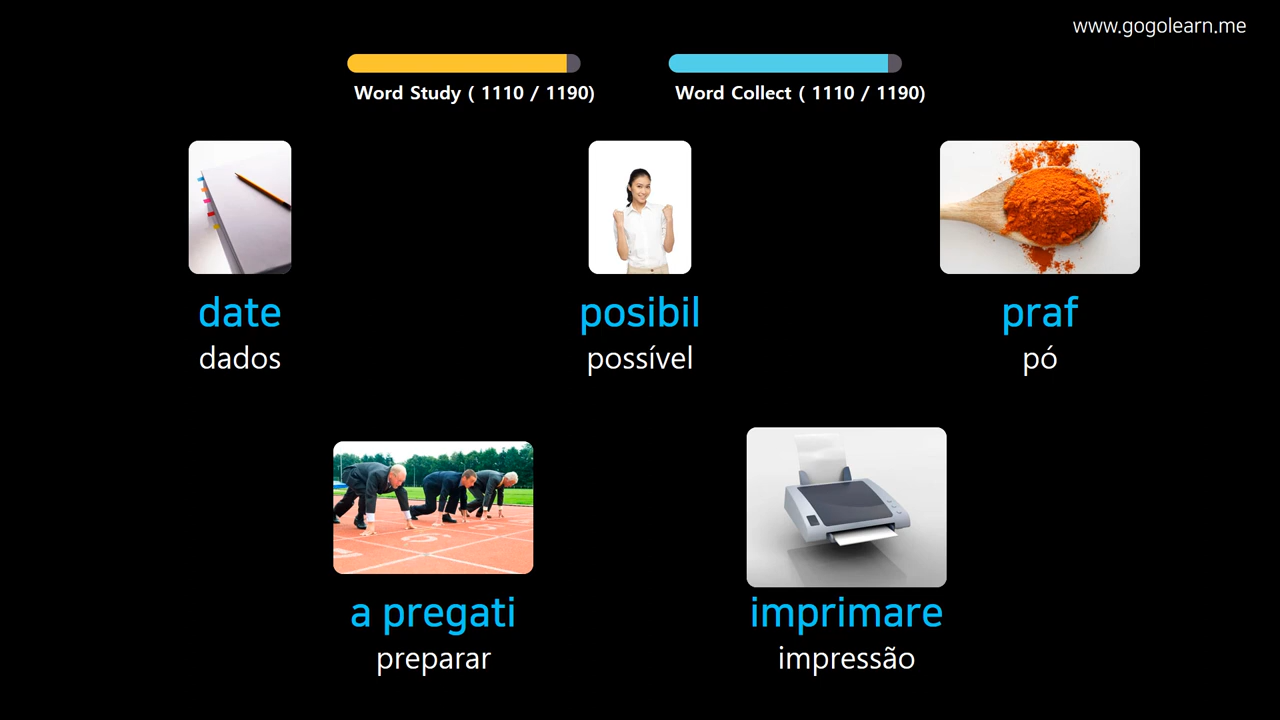 www.gogolearn.me
Word Study ( 1110 / 1190)
Word Collect ( 1110 / 1190)
date
dados
posibil
possível
praf
pó
a pregati
preparar
imprimare
impressão